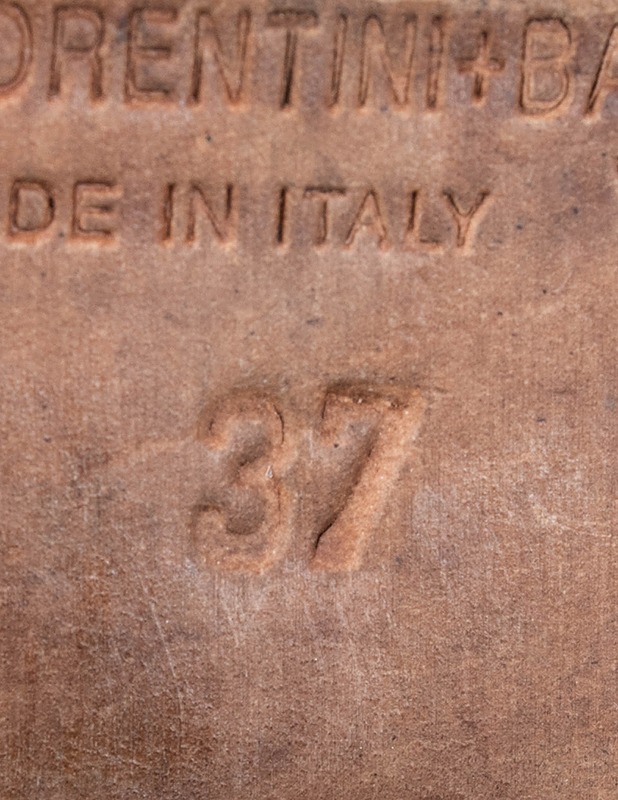 ORENTINI+BA
DE IN ITALY
37